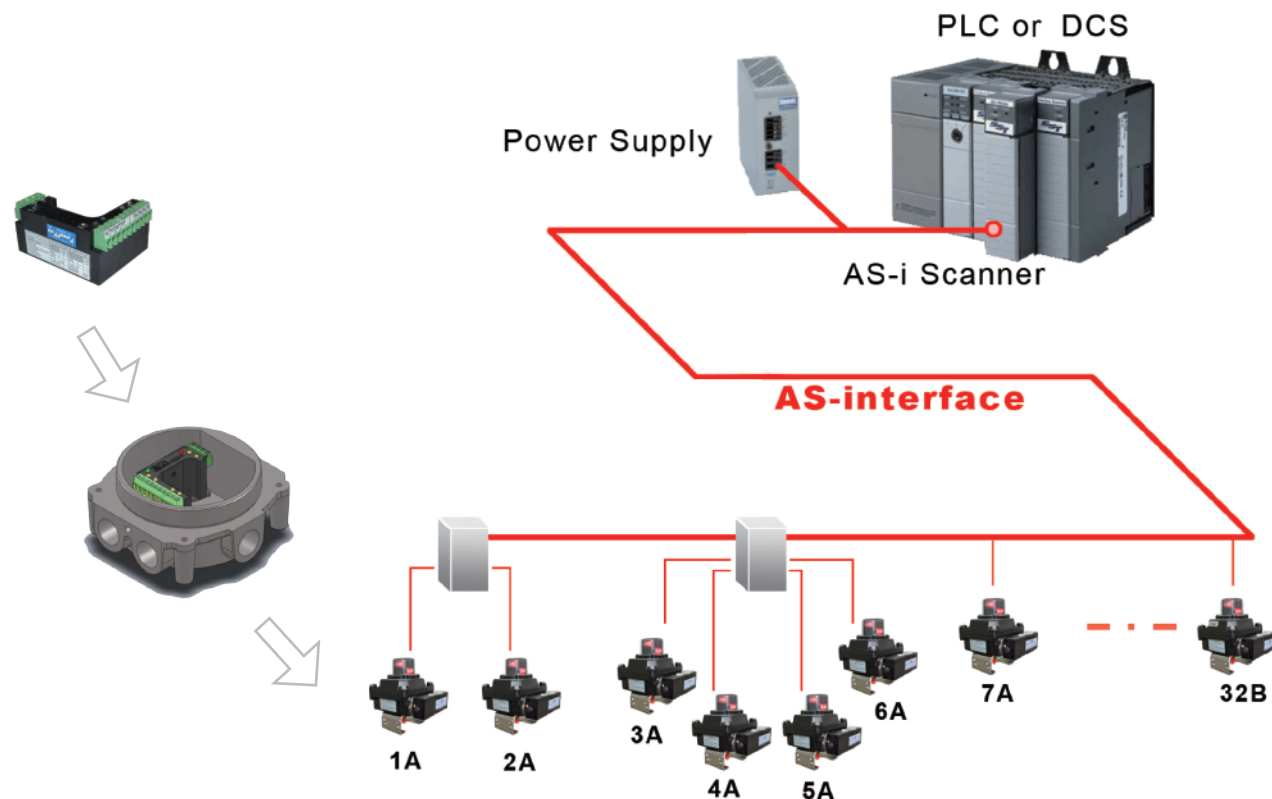 PLC or DCS
Power Supply
AS-i Scanner
AS-interface
1A
2A
3A
4A
5A
6A
7A
32B